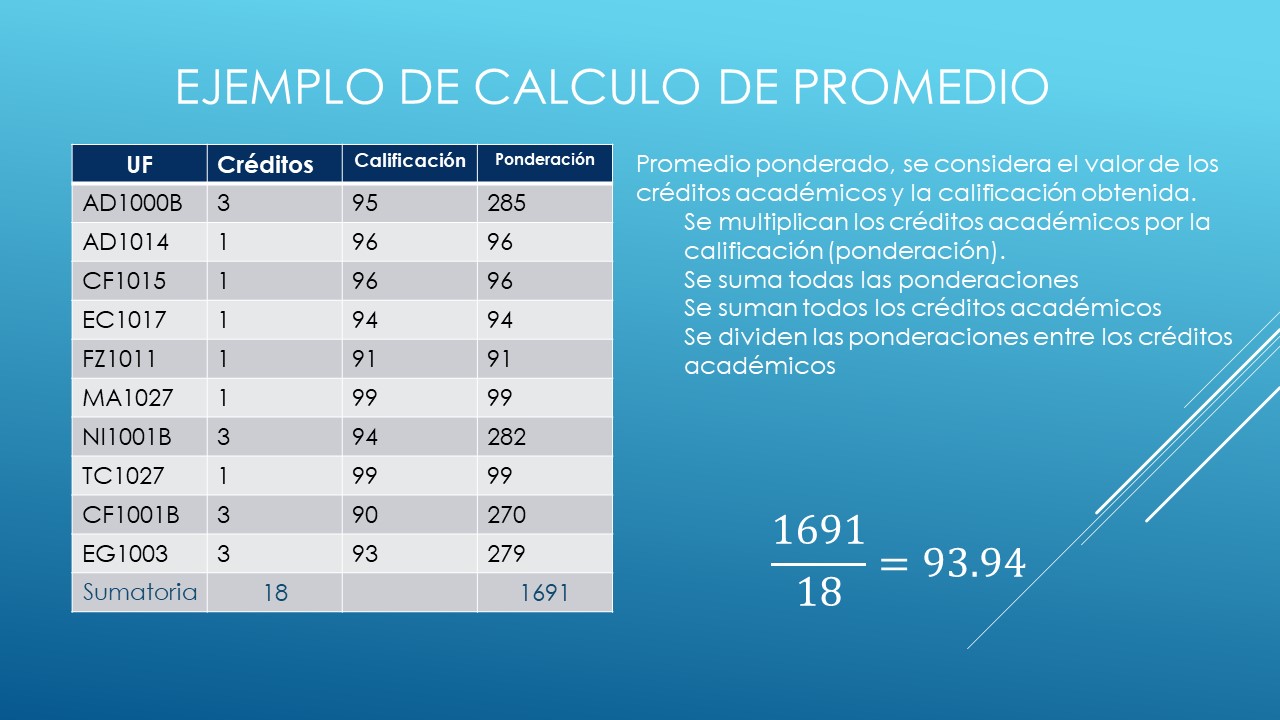 EJEMPLO DE CALCULO DE PROMEDIO
UF Créditos Calificación Ponderación
AD1000B 3 95 285
AD1014 1 96 96
CF1015 1 96 96
EC1017 1 94 94
FZ1011 1 91 91
MA1027 1 99 99
NI1001B 3 94 282
TC1027 1 99 99
CF1001B 3 90 270
EG1003 3 93 279
Sumatoria 18 1691
Promedio ponderado, se considera el valor de los
créditos académicos y la calificación obtenida.
Se multiplican los créditos académicos por la
calificación (ponderación).
Se suma todas las ponderaciones
Se suman todos los créditos académicos
Se dividen las ponderaciones entre los créditos
académicos
1691
18
= 93.94